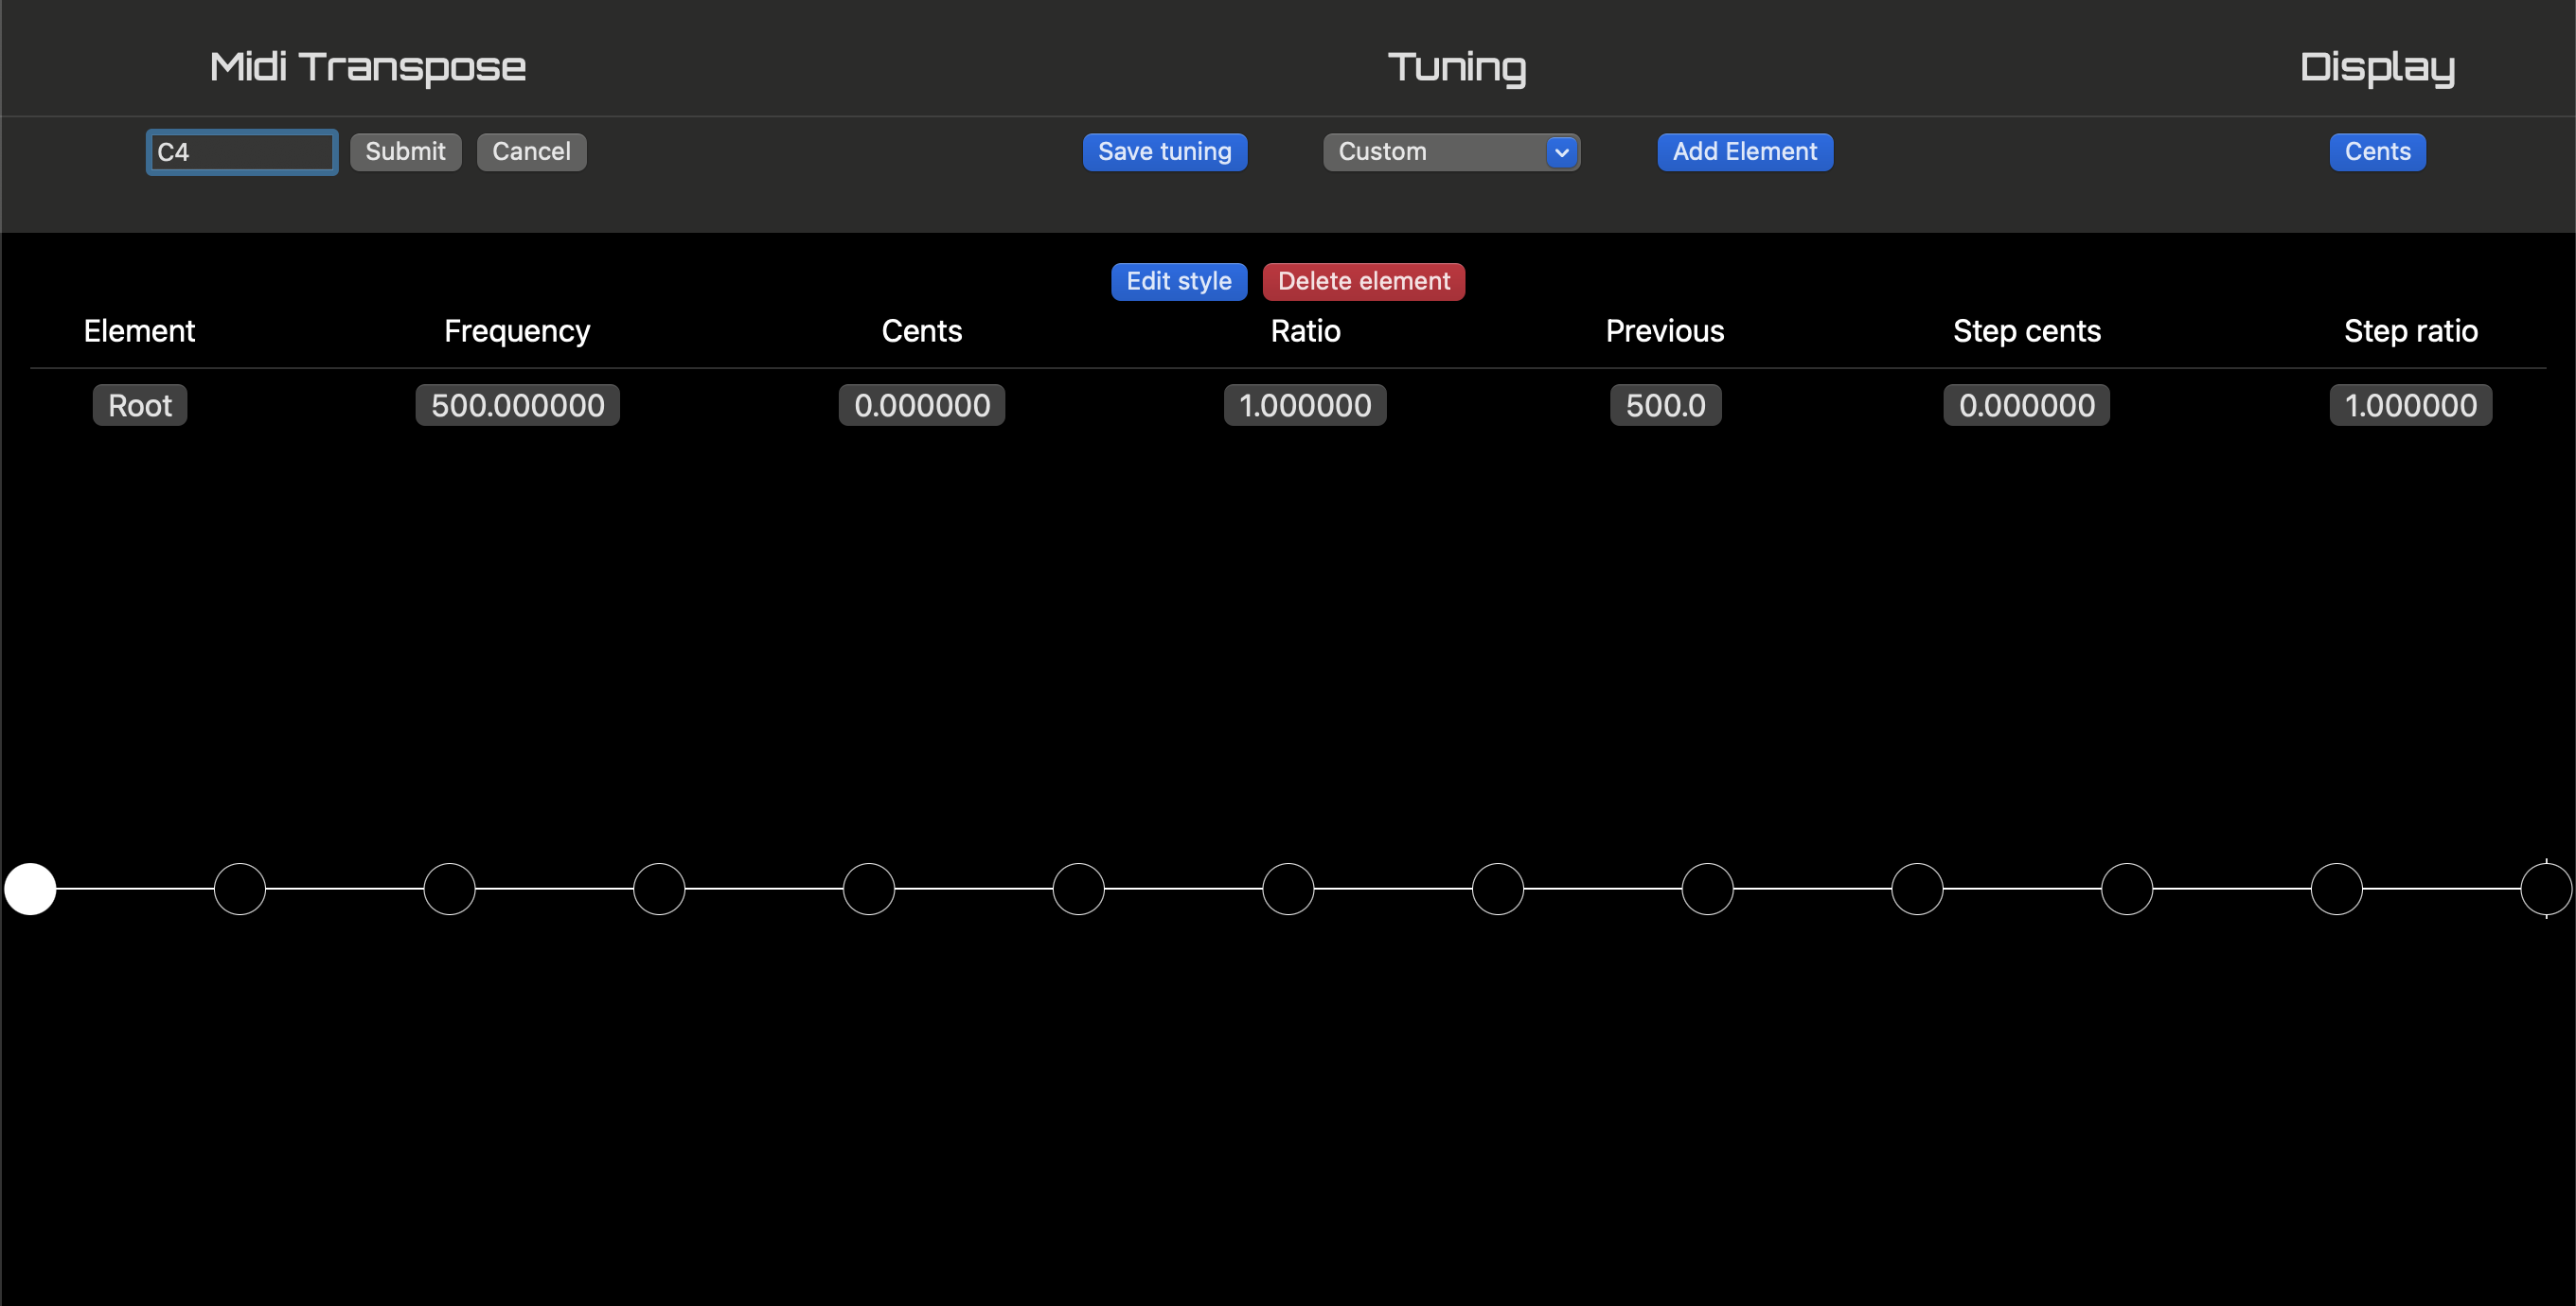 Midi Transpose Tuning Display
C4 Submit Cancel Save tuning Custom Add Element Cents
Edit style Delete element
Element Frequency Cents Ratio Previous Step cents Step ratio
Root 500.000000 0.000000 1.000000 500.0 0.000000 1.000000